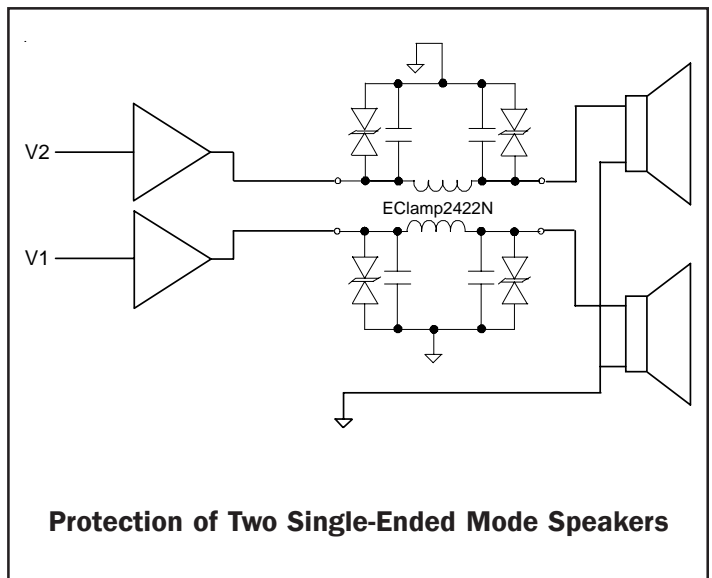 V2
EClamp2422N
V1
Protection of Two Single-Ended Mode Speakers